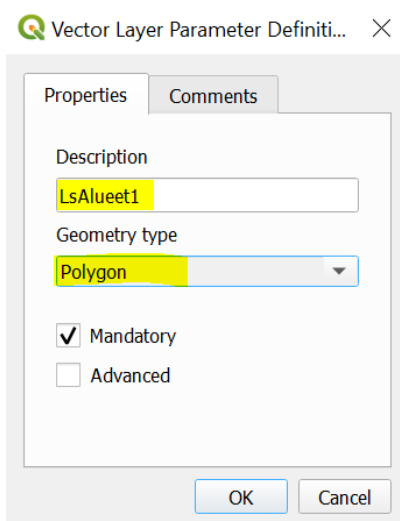 Vector Layer Parameter Definiti...
Properties Comments
Description
LsAlueet1
Geometry type
Polygon
Mandatory
Advanced
OK Cancel